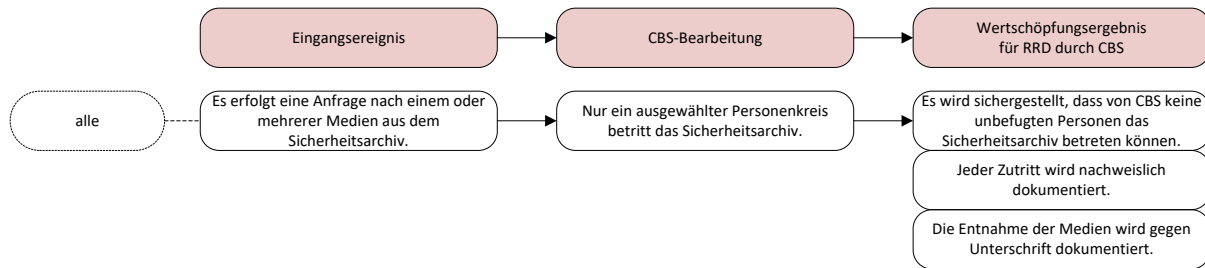 Eingangsereignis
CBS-Bearbeitung
Wertschöpfungsergebnis
für RRD durch CBS
alle
Es erfolgt eine Anfrage nach einem oder
mehrerer Medien aus dem
Sicherheitsarchiv.
Nur ein ausgewählter Personenkreis
betritt das Sicherheitsarchiv.
Es wird sichergestellt, dass von CBS keine
unbefugten Personen das
Sicherheitsarchiv betreten können.
Jeder Zutritt wird nachweislich
dokumentiert.
Die Entnahme der Medien wird gegen
Unterschrift dokumentiert.